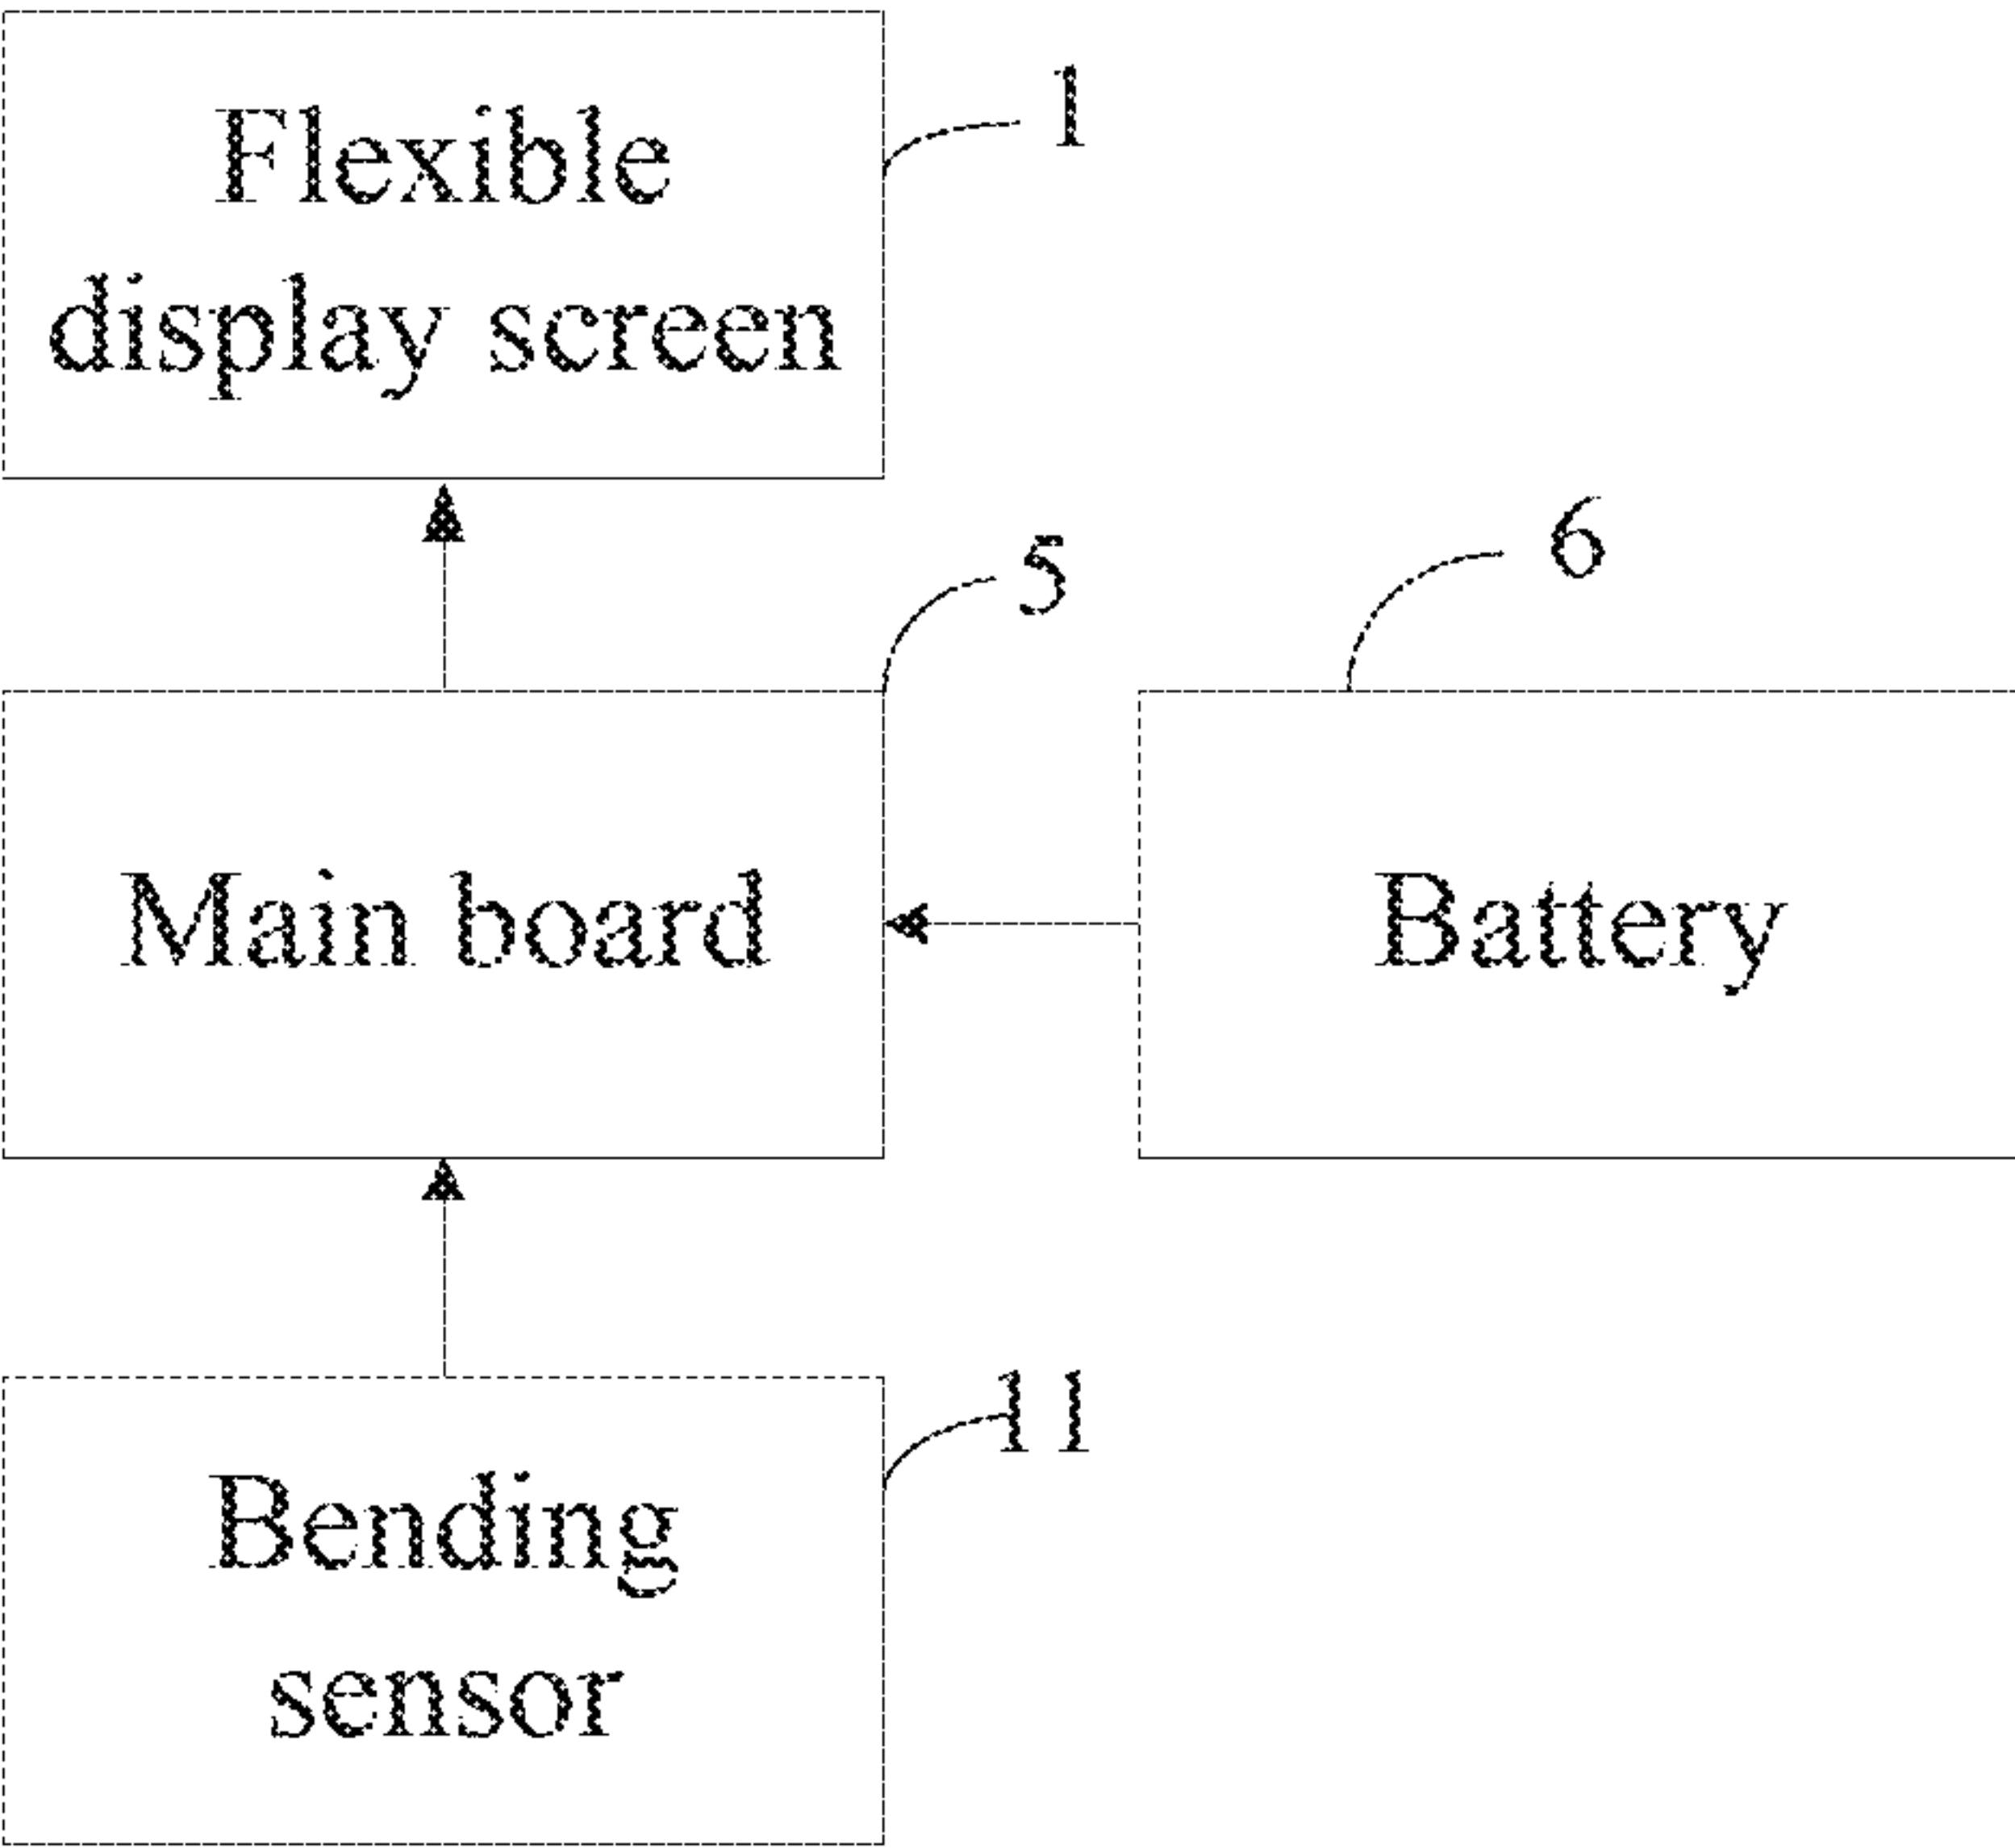 Flexible
display screen
1
5
6
Main board
Battery
11
Bending
sensor